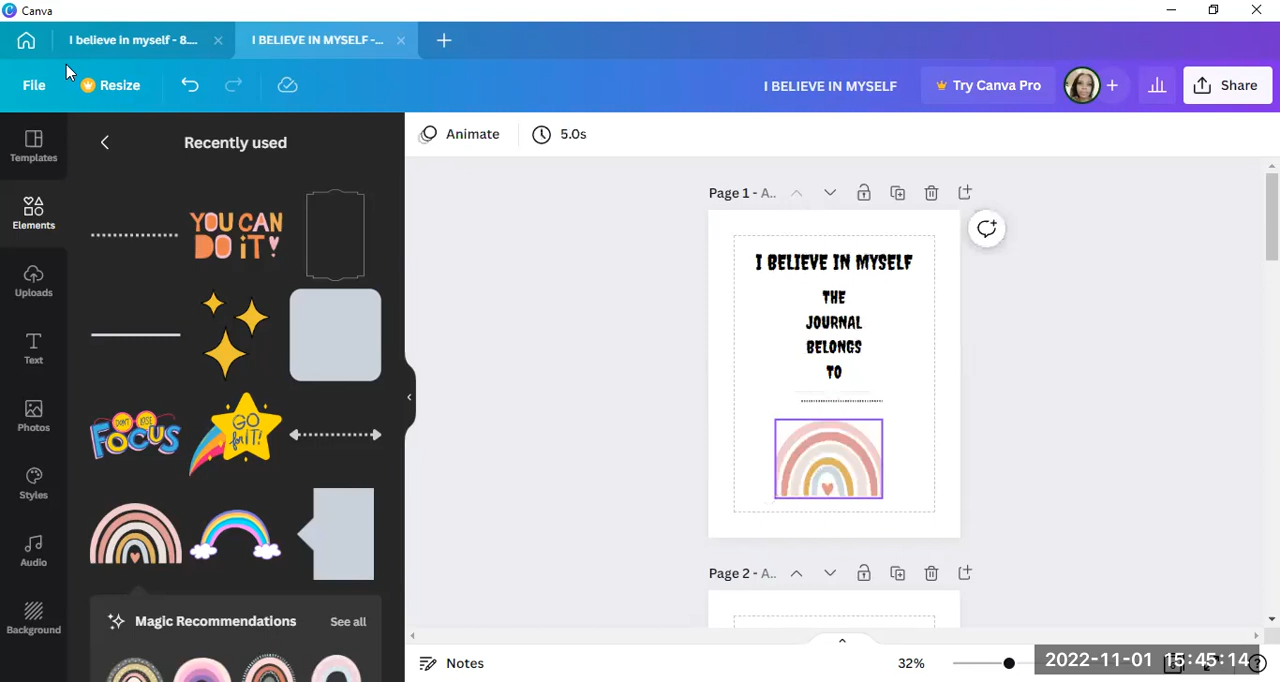 Canva
I believe in myself - 8....
I BELIEVE IN MYSELF -...
File
Resize
I BELIEVE IN MYSELF
Try Canva Pro
Share
Templates
Elements
Uploads
Text
Photos
Styles
Audio
Background
Recently used
YOU CAN
DO IT!
DON'T LOSE
FOCUS
GO
for IT!
Magic Recommendations
See all
Animate
5.0s
Page 1 - A..
I BELIEVE IN MYSELF
THE
JOURNAL
BELONGS
TO
Page 2 - A..
Notes
32%
2022-11-01 15:45:14